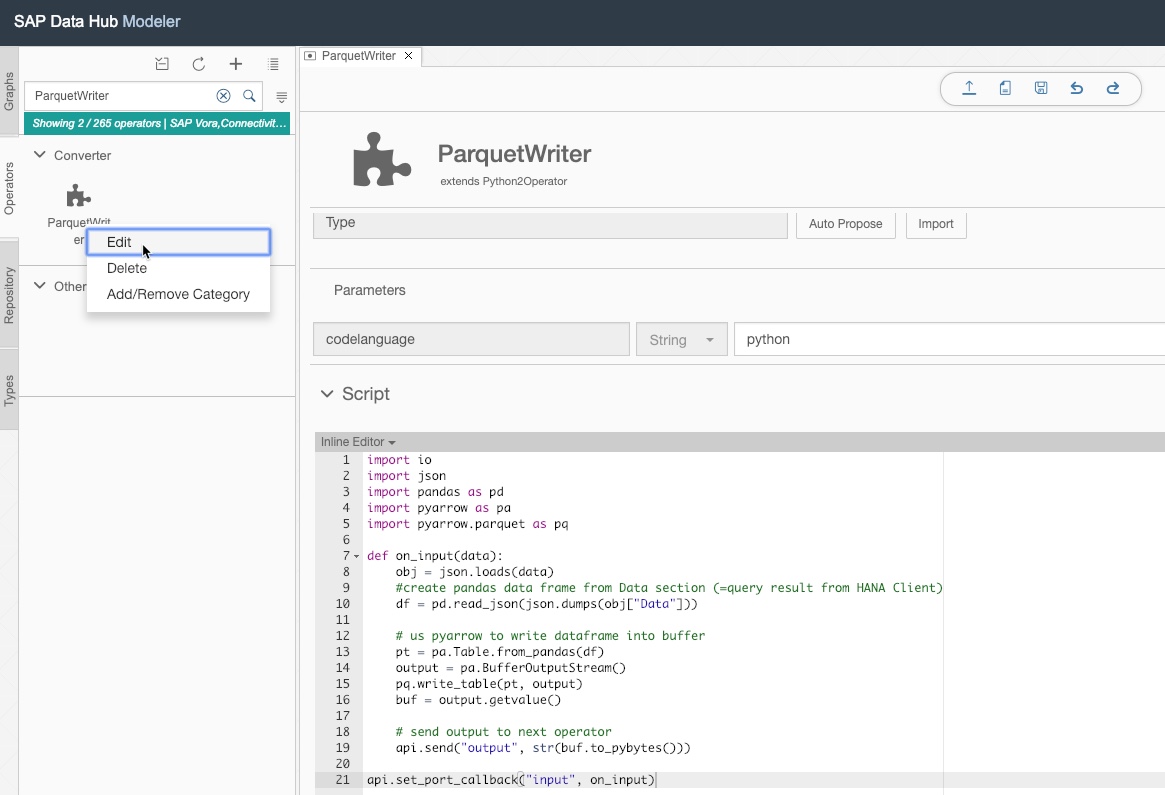 SAP Data Hub Modeler
Graphs
Operators
Repository
Types
ParquetWriter
Showing 2 / 265 operators | SAP Vora,Connectivit...
Converter
ParquetWrit
er
Edit
Delete
Add/Remove Category
Other
ParquetWriter
ParquetWriter
extends Python2Operator
Type
Auto Propose
Import
Parameters
codelanguage
String
python
Script
Inline Editor
1 import io
2 import json
3 import pandas as pd
4 import pyarrow as pa
5 import pyarrow.parquet as pq
6
7 def on_input(data):
8 obj = json.loads(data)
9 #create pandas data frame from Data section (=query result from HANA Client)
10 df = pd.read_json(json.dumps(obj["Data"]))
11
12 # us pyarrow to write dataframe into buffer
13 pt = pa.Table.from_pandas(df)
14 output = pa.BufferOutputStream()
15 pq.write_table(pt, output)
16 buf = output.getvalue()
17
18 # send output to next operator
19 api.send("output", str(buf.to_pybytes()))
20
21 api.set_port_callback("input", on_input)